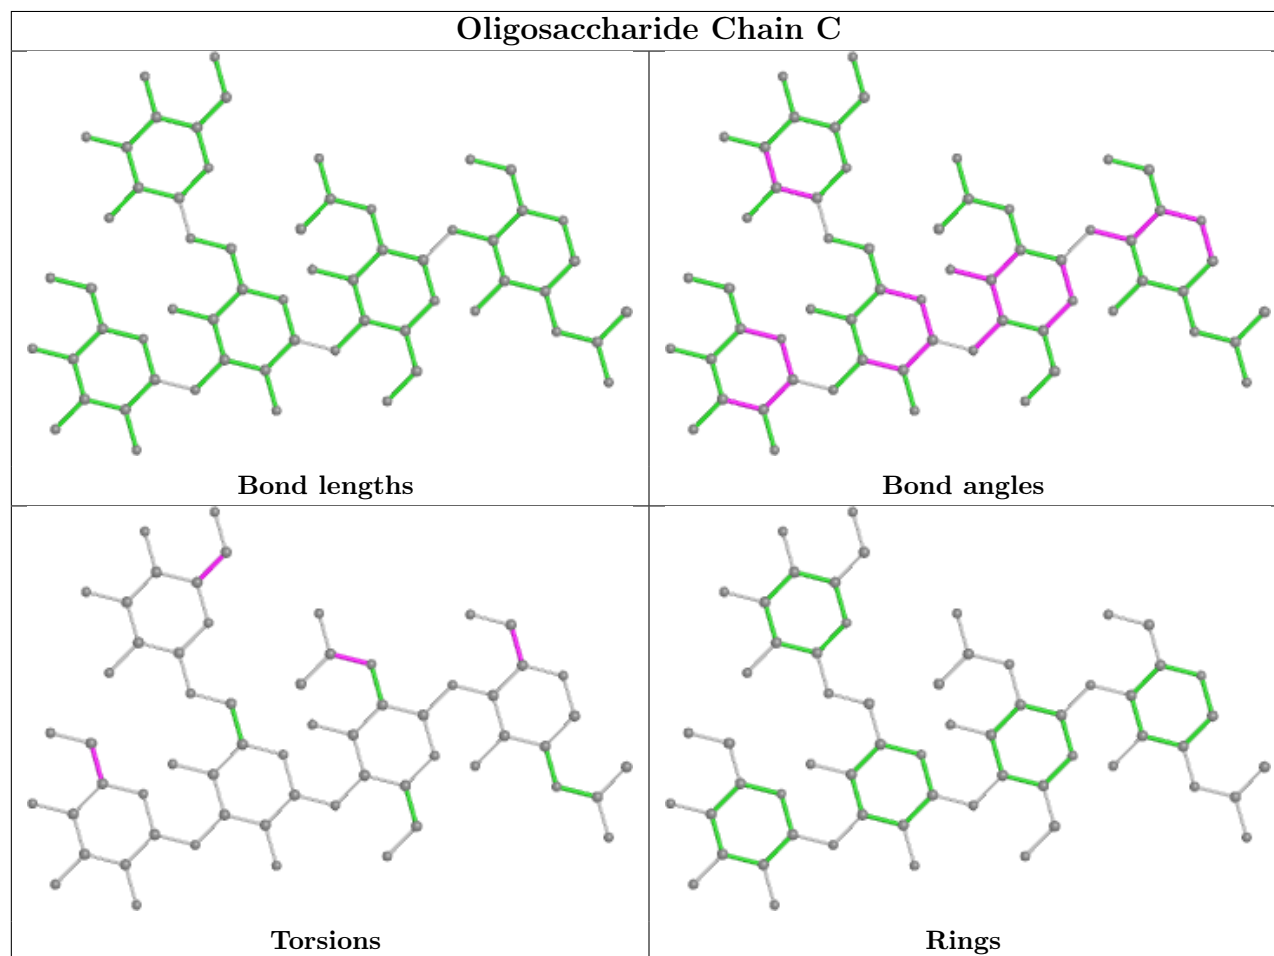 Oligosaccharide Chain C
Bond lengths
Bond angles
Torsions
Rings